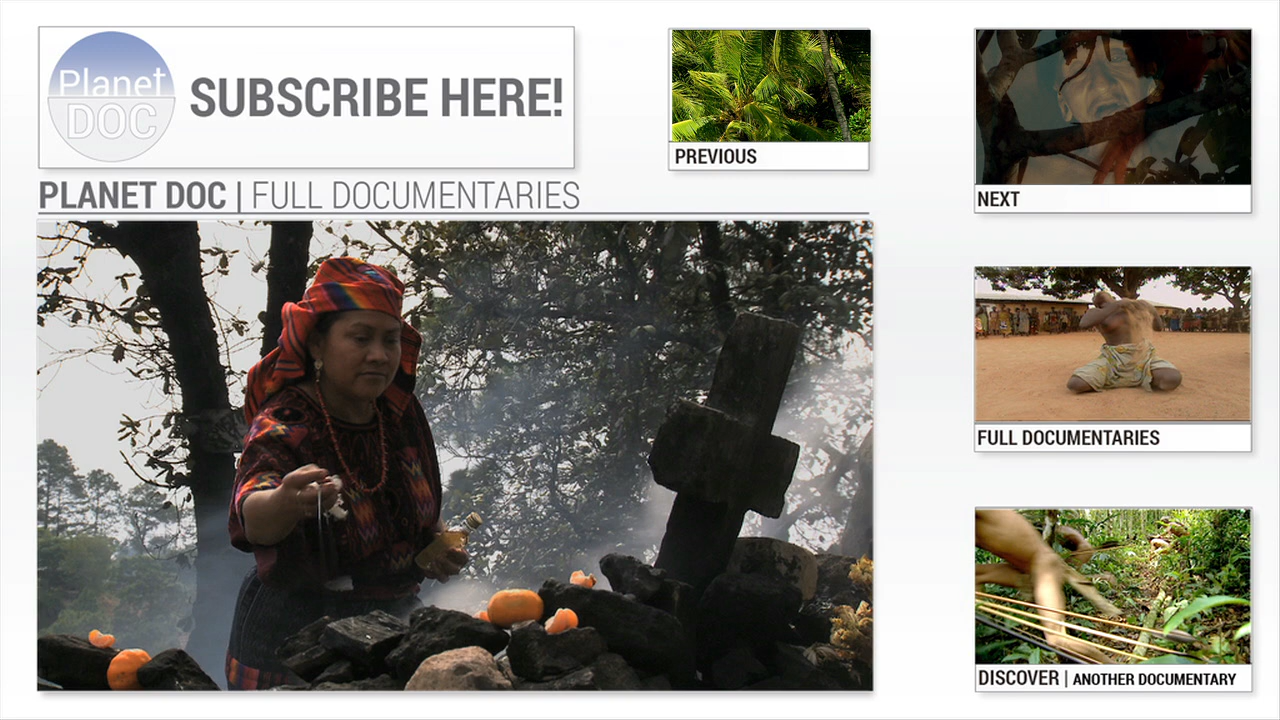 Planet
DOC
SUBSCRIBE HERE!
PLANET DOC | FULL DOCUMENTARIES
PREVIOUS
NEXT
FULL DOCUMENTARIES
DISCOVER | ANOTHER DOCUMENTARY